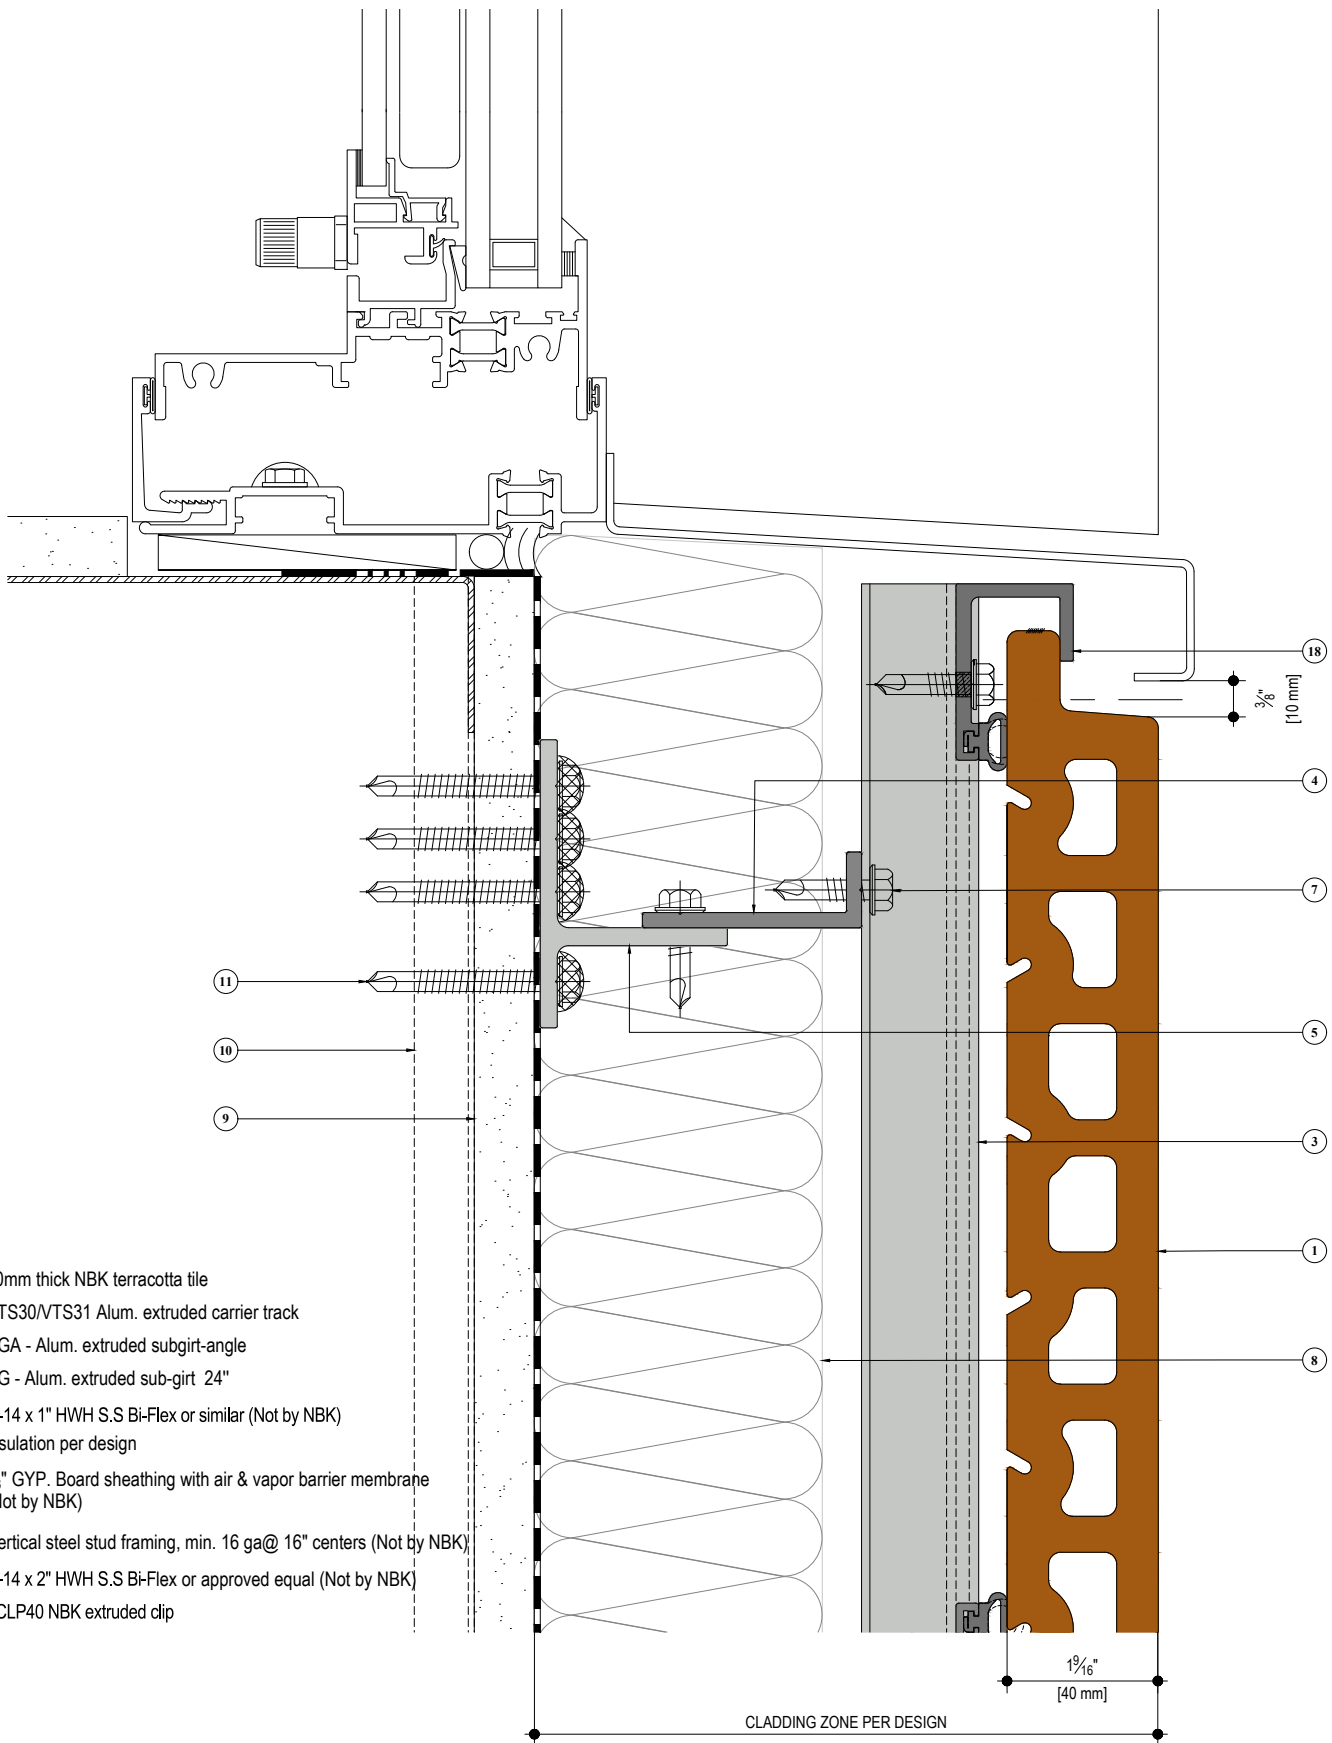 18
3/8"
[10 mm]
4
7
11
5
10
9
3
1
8
0mm thick NBK terracotta tile
TS30/VTS31 Alum. extruded carrier track
GA - Alum. extruded subgirt-angle
G - Alum. extruded sub-girt 24"
-14 x 1" HWH S.S Bi-Flex or similar (Not by NBK)
sulation per design
" GYP. Board sheathing with air & vapor barrier membrane
ot by NBK)
ertical steel stud framing, min. 16 ga@ 16" centers (Not by NBK)
-14 x 2" HWH S.S Bi-Flex or approved equal (Not by NBK)
CLP40 NBK extruded clip
1 9/16"
[40 mm]
CLADDING ZONE PER DESIGN